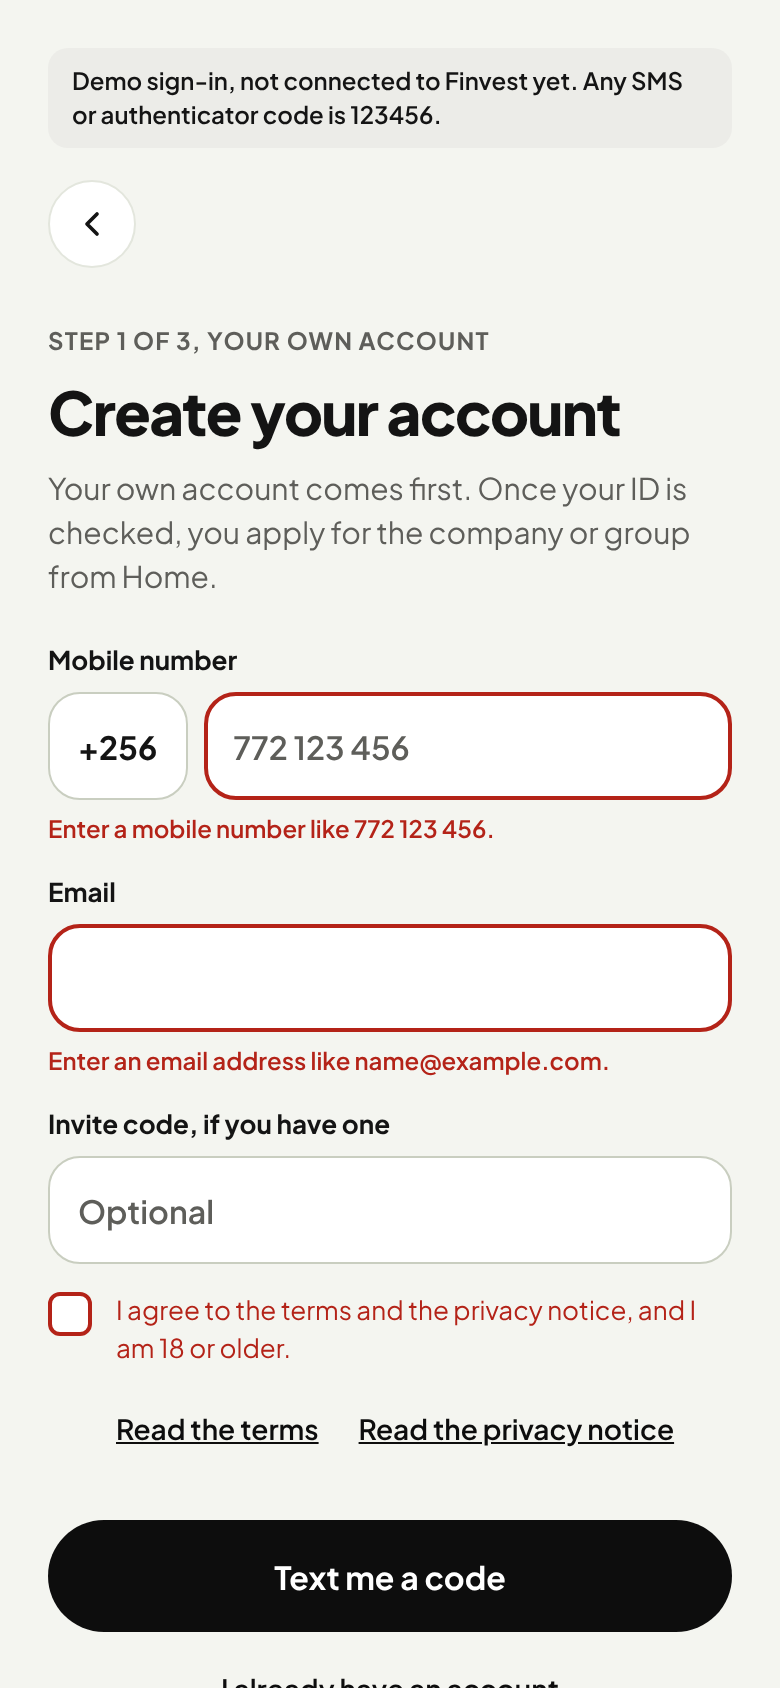 Demo sign-in, not connected to Finvest yet. Any SMS
or authenticator code is 123456.
STEP 1 OF 3, YOUR OWN ACCOUNT
Create your account
Your own account comes first. Once your ID is
checked, you apply for the company or group
from Home.
Mobile number
+256
772 123 456
Enter a mobile number like 772 123 456.
Email
Enter an email address like name@example.com.
Invite code, if you have one
Optional
I agree to the terms and the privacy notice, and I
am 18 or older.
Read the terms Read the privacy notice
Text me a code
I already have an account